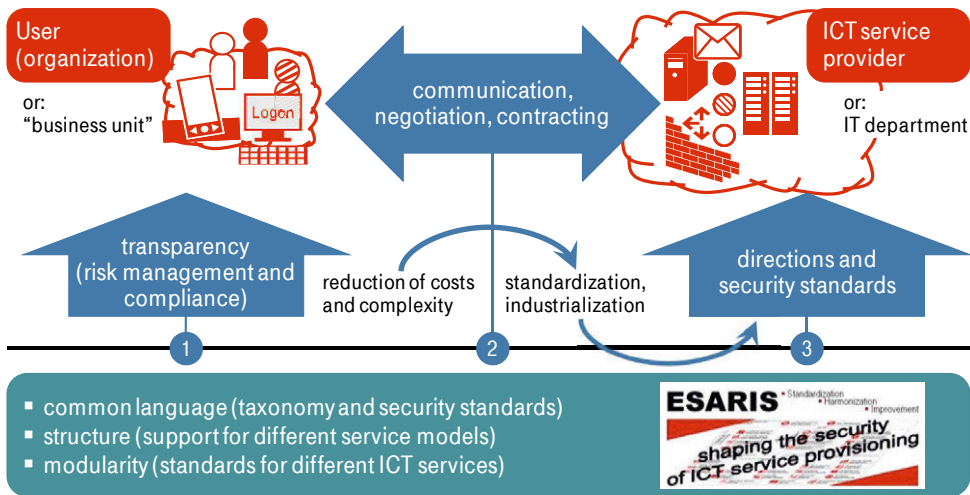 User
(organization)
or:
“business unit”
Logon
communication,
negotiation, contracting
ICT service
provider
or:
IT department
transparency
(risk management and
compliance)
reduction of costs
and complexity
standardization,
industrialization
directions and
security standards
1
2
3
▪ common language (taxonomy and security standards)
▪ structure (support for different service models)
▪ modularity (standards for different ICT services)
ESARIS
▪ Standardization
▪ Harmonization
▪ Improvement
shaping the security
of ICT service provisioning